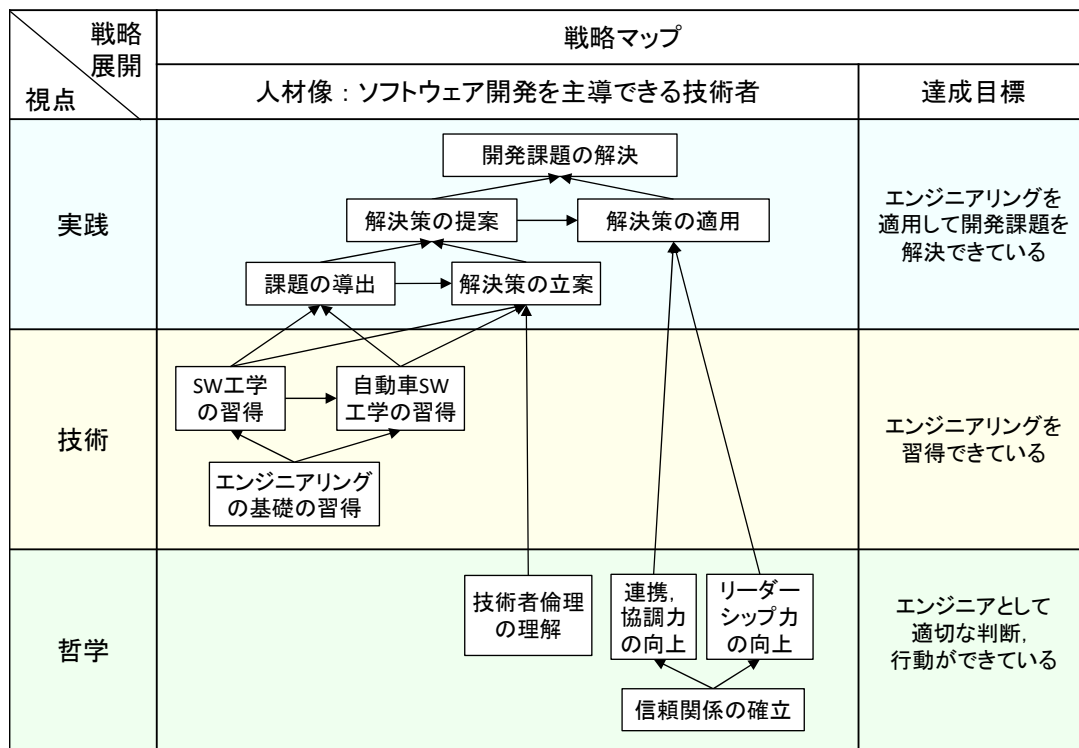 戦略
展開
視点
戦略マップ
人材像：ソフトウェア開発を主導できる技術者
達成目標
実践
開発課題の解決
解決策の提案
解決策の適用
課題の導出
解決策の立案
エンジニアリングを
適用して開発課題を
解決できている
技術
SW工学
の習得
自動車SW
工学の習得
エンジニアリング
の基礎の習得
エンジニアリングを
習得できている
哲学
技術者倫理
の理解
連携，
協調力
の向上
リーダー
シップ力
の向上
信頼関係の確立
エンジニアとして
適切な判断，
行動ができている